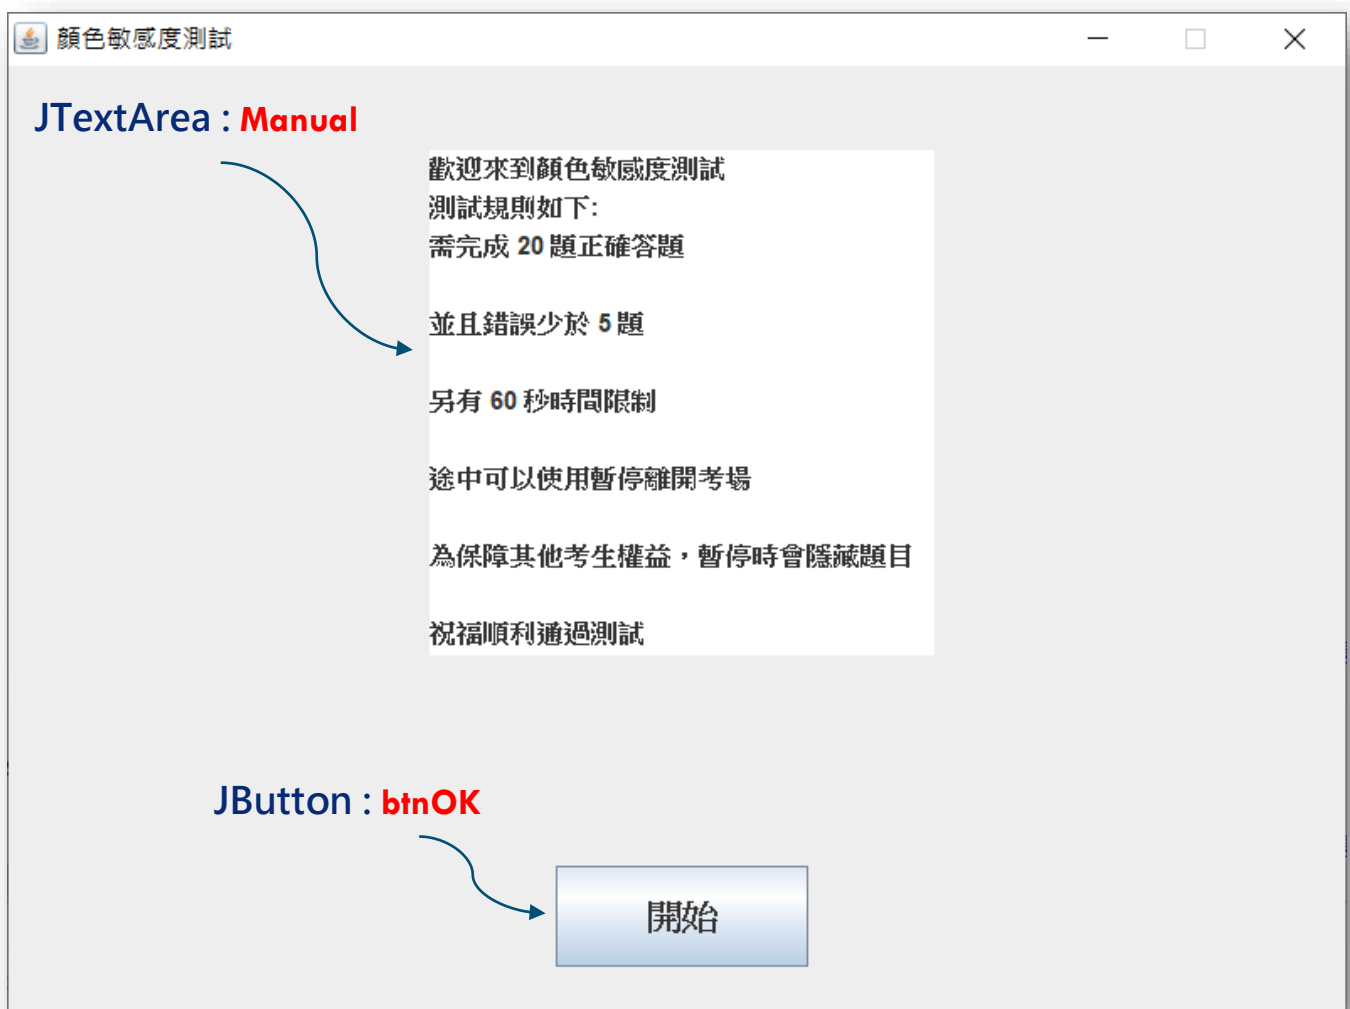 顏色敏感度測試
JTextArea : Manual
歡迎來到顏色敏感度測試
測試規則如下:
需完成 20 題正確答題
並且錯誤少於 5 題
另有 60 秒時間限制
途中可以使用暫停離開考場
為保障其他考生權益，暫停時會隱藏題目
祝福順利通過測試
JButton : btnOK
開始